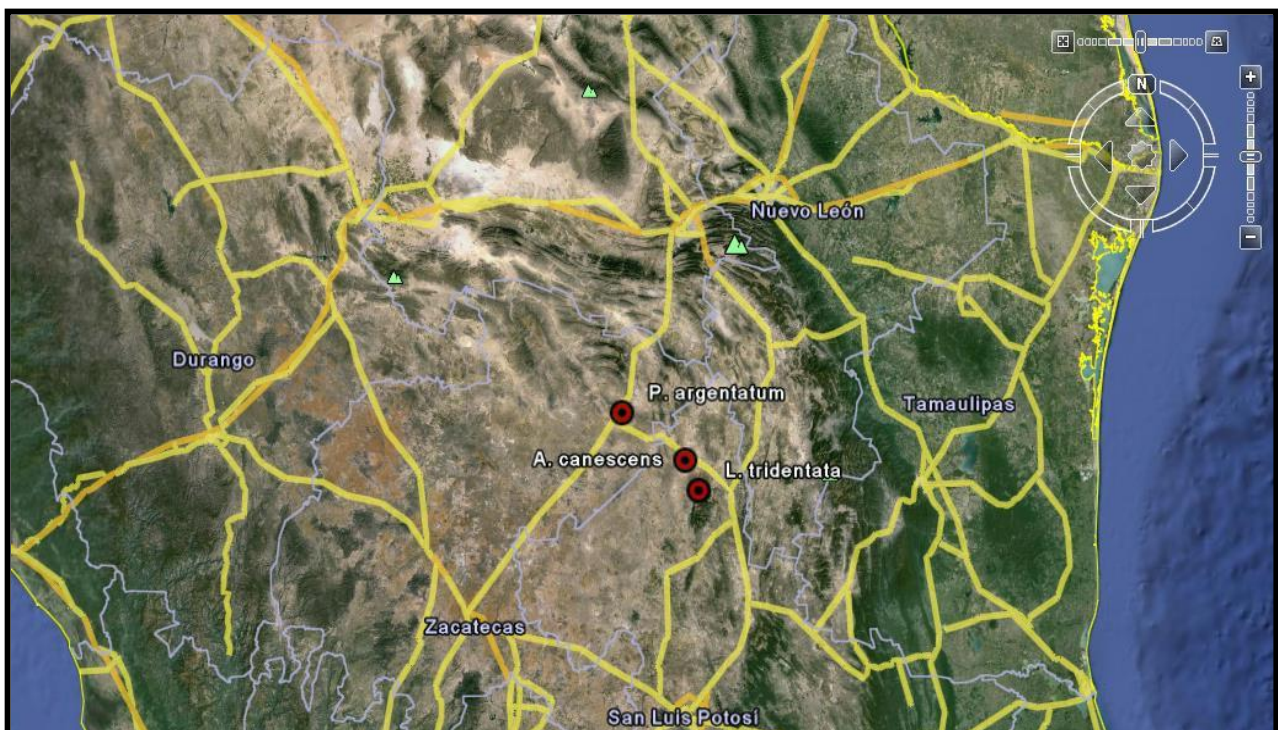 N
Nuevo León
Durango
P. argentatum
Tamaulipas
A. canescens
L. tridentata
Zacatecas
San Luis Potosí